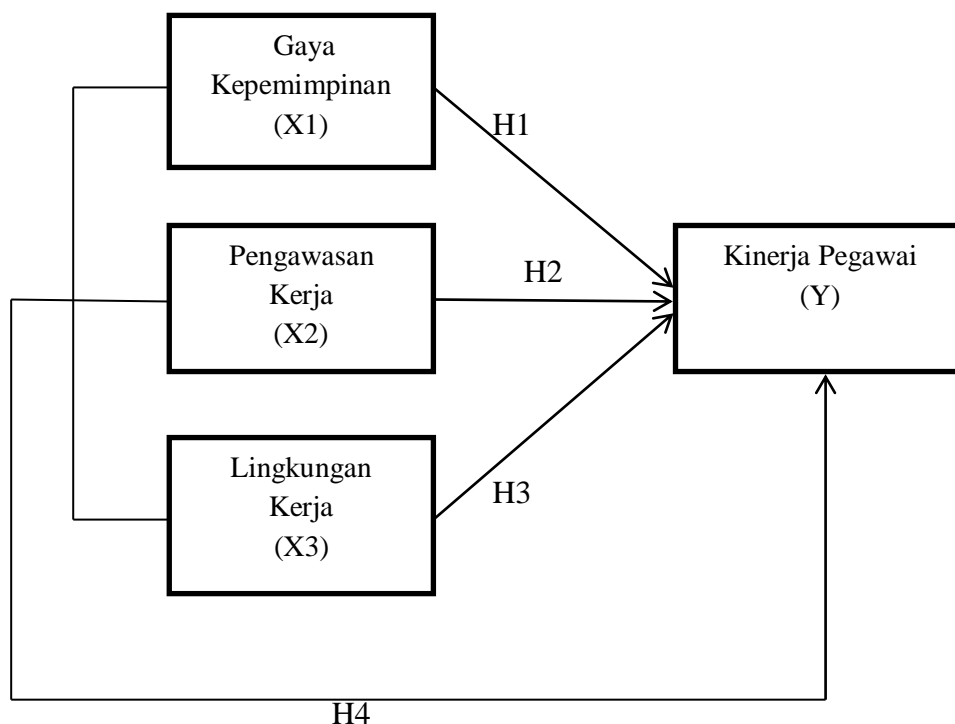 Gaya
Kepemimpinan
(X1)
H1
Pengawasan
Kerja
(X2)
H2
Kinerja Pegawai
(Y)
Lingkungan
Kerja
(X3)
H3
H4